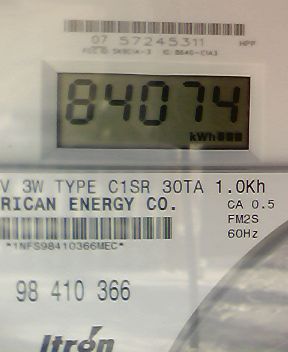 07 57245311 HPP
84074
kWh
V 3W TYPE C1SR 30TA 1.0Kh
RICAN ENERGY CO. CA 0.5
FM2S
*1NFS98410366MEC* 60Hz
98 410 366
Itron